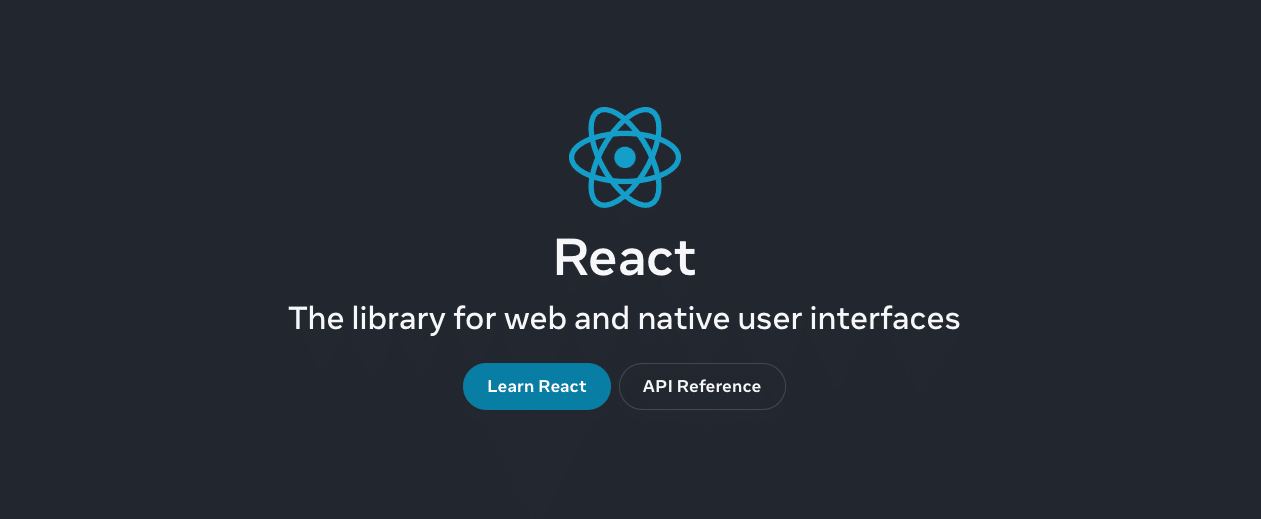 React
The library for web and native user interfaces
Learn React
API Reference